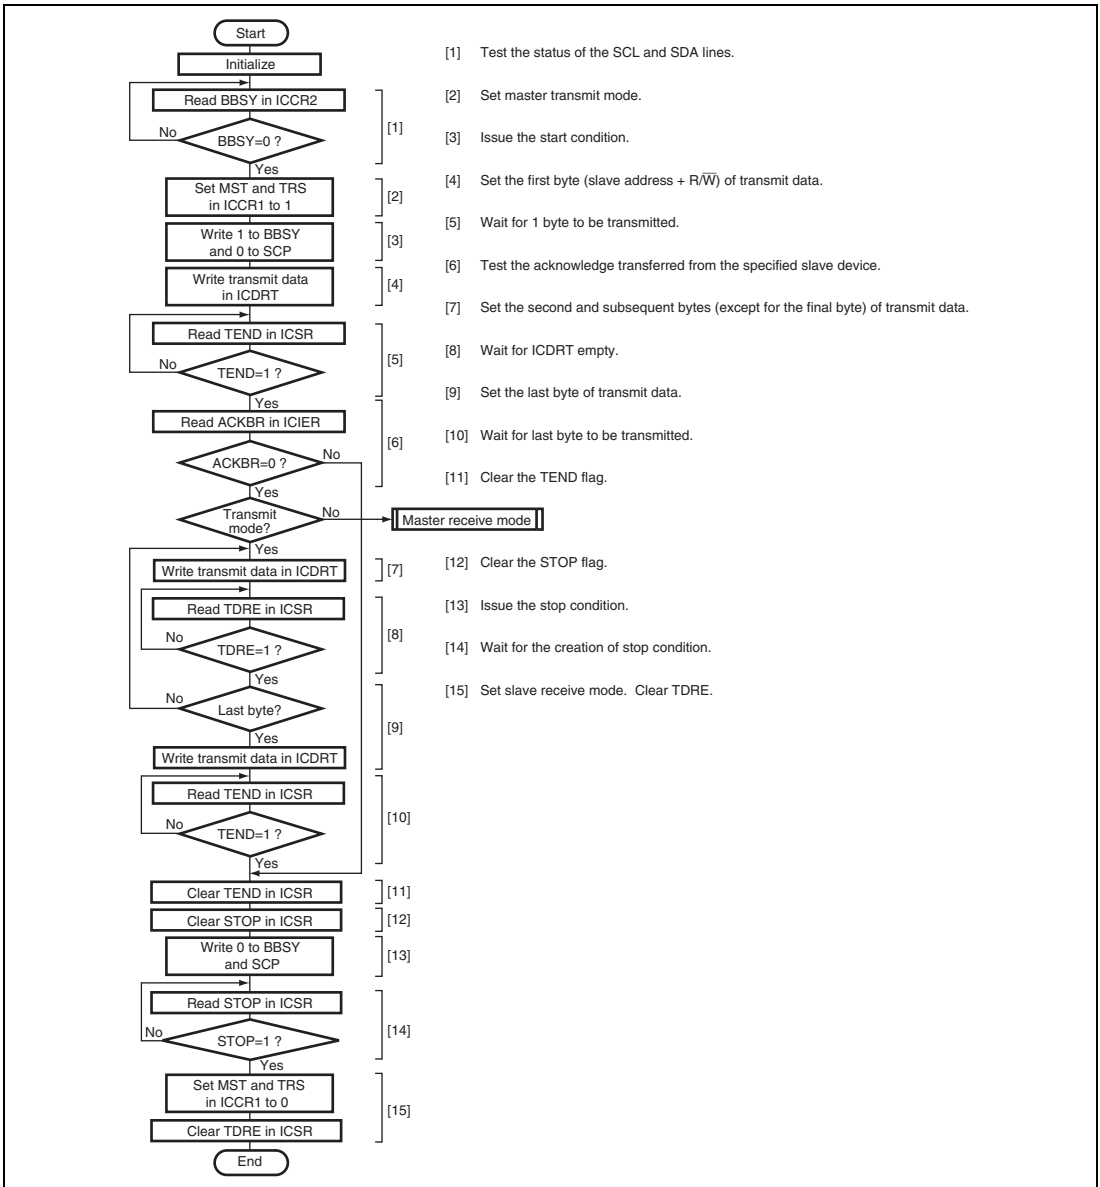 Start
Initialize
Read BBSY in ICCR2
No
BBSY=0 ?
[1]
Yes
Set MST and TRS
in ICCR1 to 1
[2]
Write 1 to BBSY
and 0 to SCP
[3]
Write transmit data
in ICDRT
[4]
Read TEND in ICSR
No
TEND=1 ?
[5]
Yes
Read ACKBR in ICIER
[6]
ACKBR=0 ?
No
Yes
Transmit
mode?
No
Master receive mode
Yes
Write transmit data in ICDRT
[7]
Read TDRE in ICSR
No
TDRE=1 ?
[8]
Yes
No
Last byte?
[9]
Yes
Write transmit data in ICDRT
Read TEND in ICSR
No
TEND=1 ?
[10]
Yes
Clear TEND in ICSR
[11]
Clear STOP in ICSR
[12]
Write 0 to BBSY
and SCP
[13]
Read STOP in ICSR
No
STOP=1 ?
[14]
Yes
Set MST and TRS
in ICCR1 to 0
[15]
Clear TDRE in ICSR
End
[1] Test the status of the SCL and SDA lines.
[2] Set master transmit mode.
[3] Issue the start condition.
[4] Set the first byte (slave address + R/W̅) of transmit data.
[5] Wait for 1 byte to be transmitted.
[6] Test the acknowledge transferred from the specified slave device.
[7] Set the second and subsequent bytes (except for the final byte) of transmit data.
[8] Wait for ICDRT empty.
[9] Set the last byte of transmit data.
[10] Wait for last byte to be transmitted.
[11] Clear the TEND flag.
[12] Clear the STOP flag.
[13] Issue the stop condition.
[14] Wait for the creation of stop condition.
[15] Set slave receive mode. Clear TDRE.